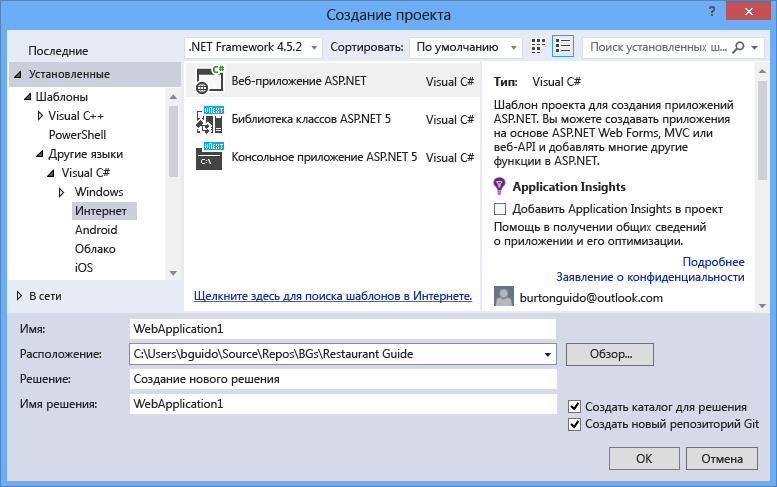 Создание проекта
?
Последние
.NET Framework 4.5.2
Сортировать:
По умолчанию
Поиск установленных ш...
Установленные
Шаблоны
Visual C++
PowerShell
Другие языки
Visual C#
Windows
Интернет
Android
Облако
iOS
В сети
C#
Веб-приложение ASP.NET
Visual C#
vNEXT
Библиотека классов ASP.NET 5
Visual C#
vNEXT
C:\
Консольное приложение ASP.NET 5
Visual C#
Щелкните здесь для поиска шаблонов в Интернете.
Тип: Visual C#
Шаблон проекта для создания приложений
ASP.NET. Вы можете создавать приложения
на основе ASP.NET Web Forms, MVC или
веб-API и добавлять многие другие
функции в ASP.NET.
Application Insights
Добавить Application Insights в проект
Помощь в получении общих сведений
о приложении и его оптимизации.
Подробнее
Заявление о конфиденциальности
burtonguido@outlook.com
Имя:
WebApplication1
Расположение:
C:\Users\bguido\Source\Repos\BGs\Restaurant Guide
Обзор...
Решение:
Создание нового решения
Имя решения:
WebApplication1
Создать каталог для решения
Создать новый репозиторий Git
OK
Отмена